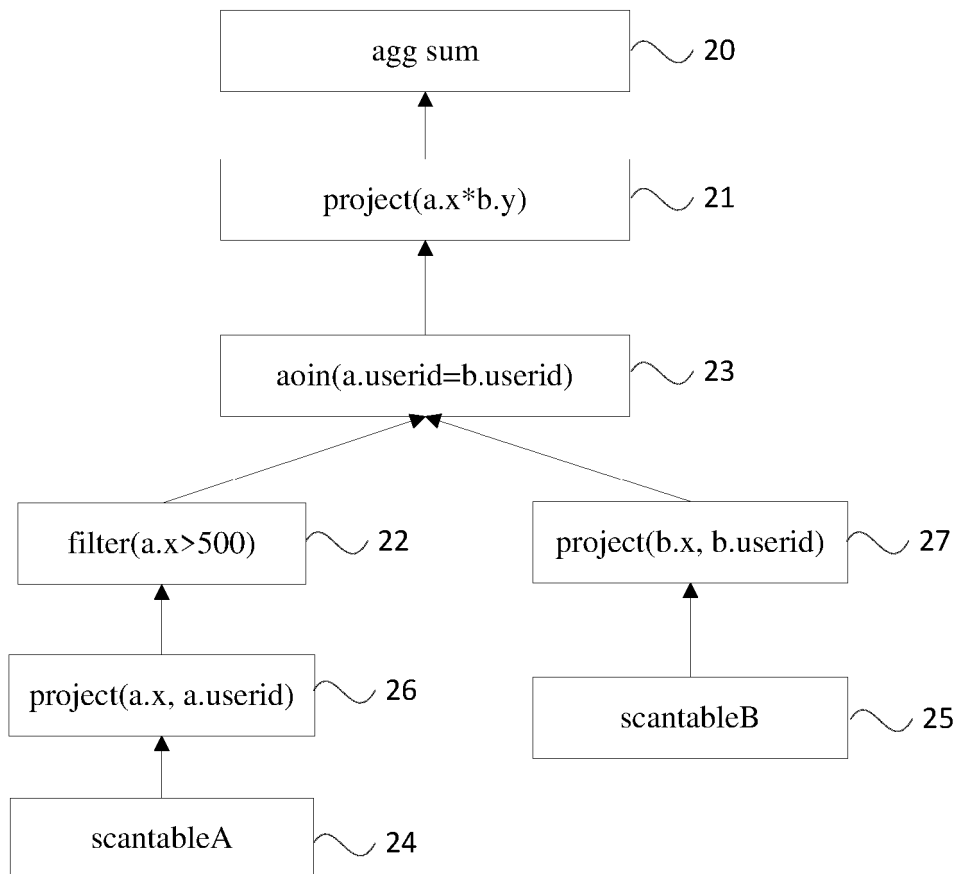 agg sum
20
project(a.x*b.y)
21
aoin(a.userid=b.userid)
23
filter(a.x>500)
22
project(b.x, b.userid)
27
project(a.x, a.userid)
26
scantableB
25
scantableA
24